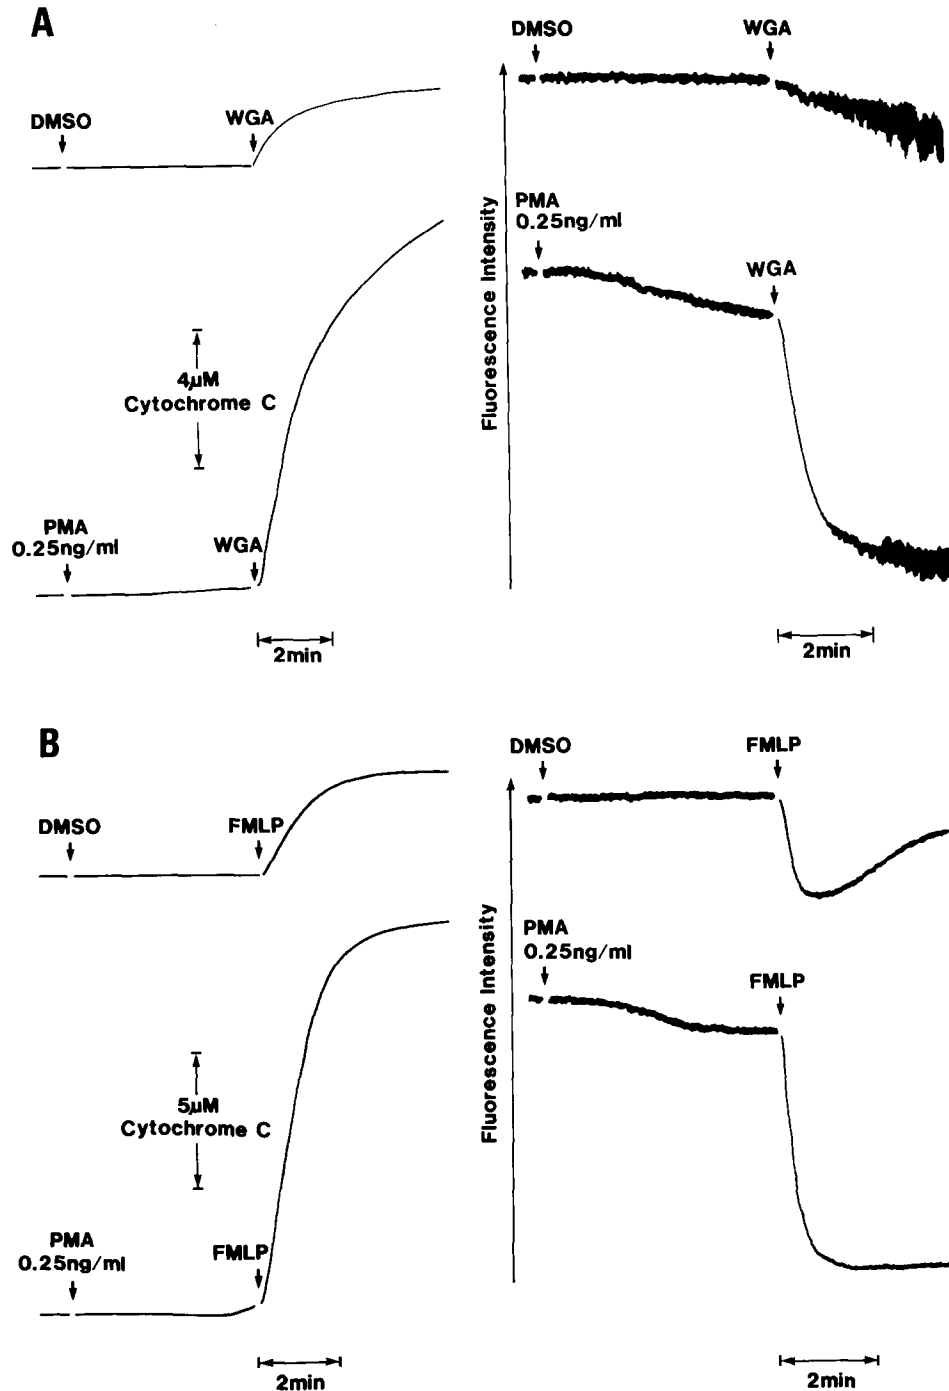 A
DMSO
WGA
4µM
Cytochrome C
PMA
0.25ng/ml
WGA
2min
DMSO
WGA
Fluorescence Intensity
PMA
0.25ng/ml
WGA
2min
B
DMSO
FMLP
5µM
Cytochrome C
PMA
0.25ng/ml
FMLP
2min
DMSO
FMLP
Fluorescence Intensity
PMA
0.25ng/ml
FMLP
2min